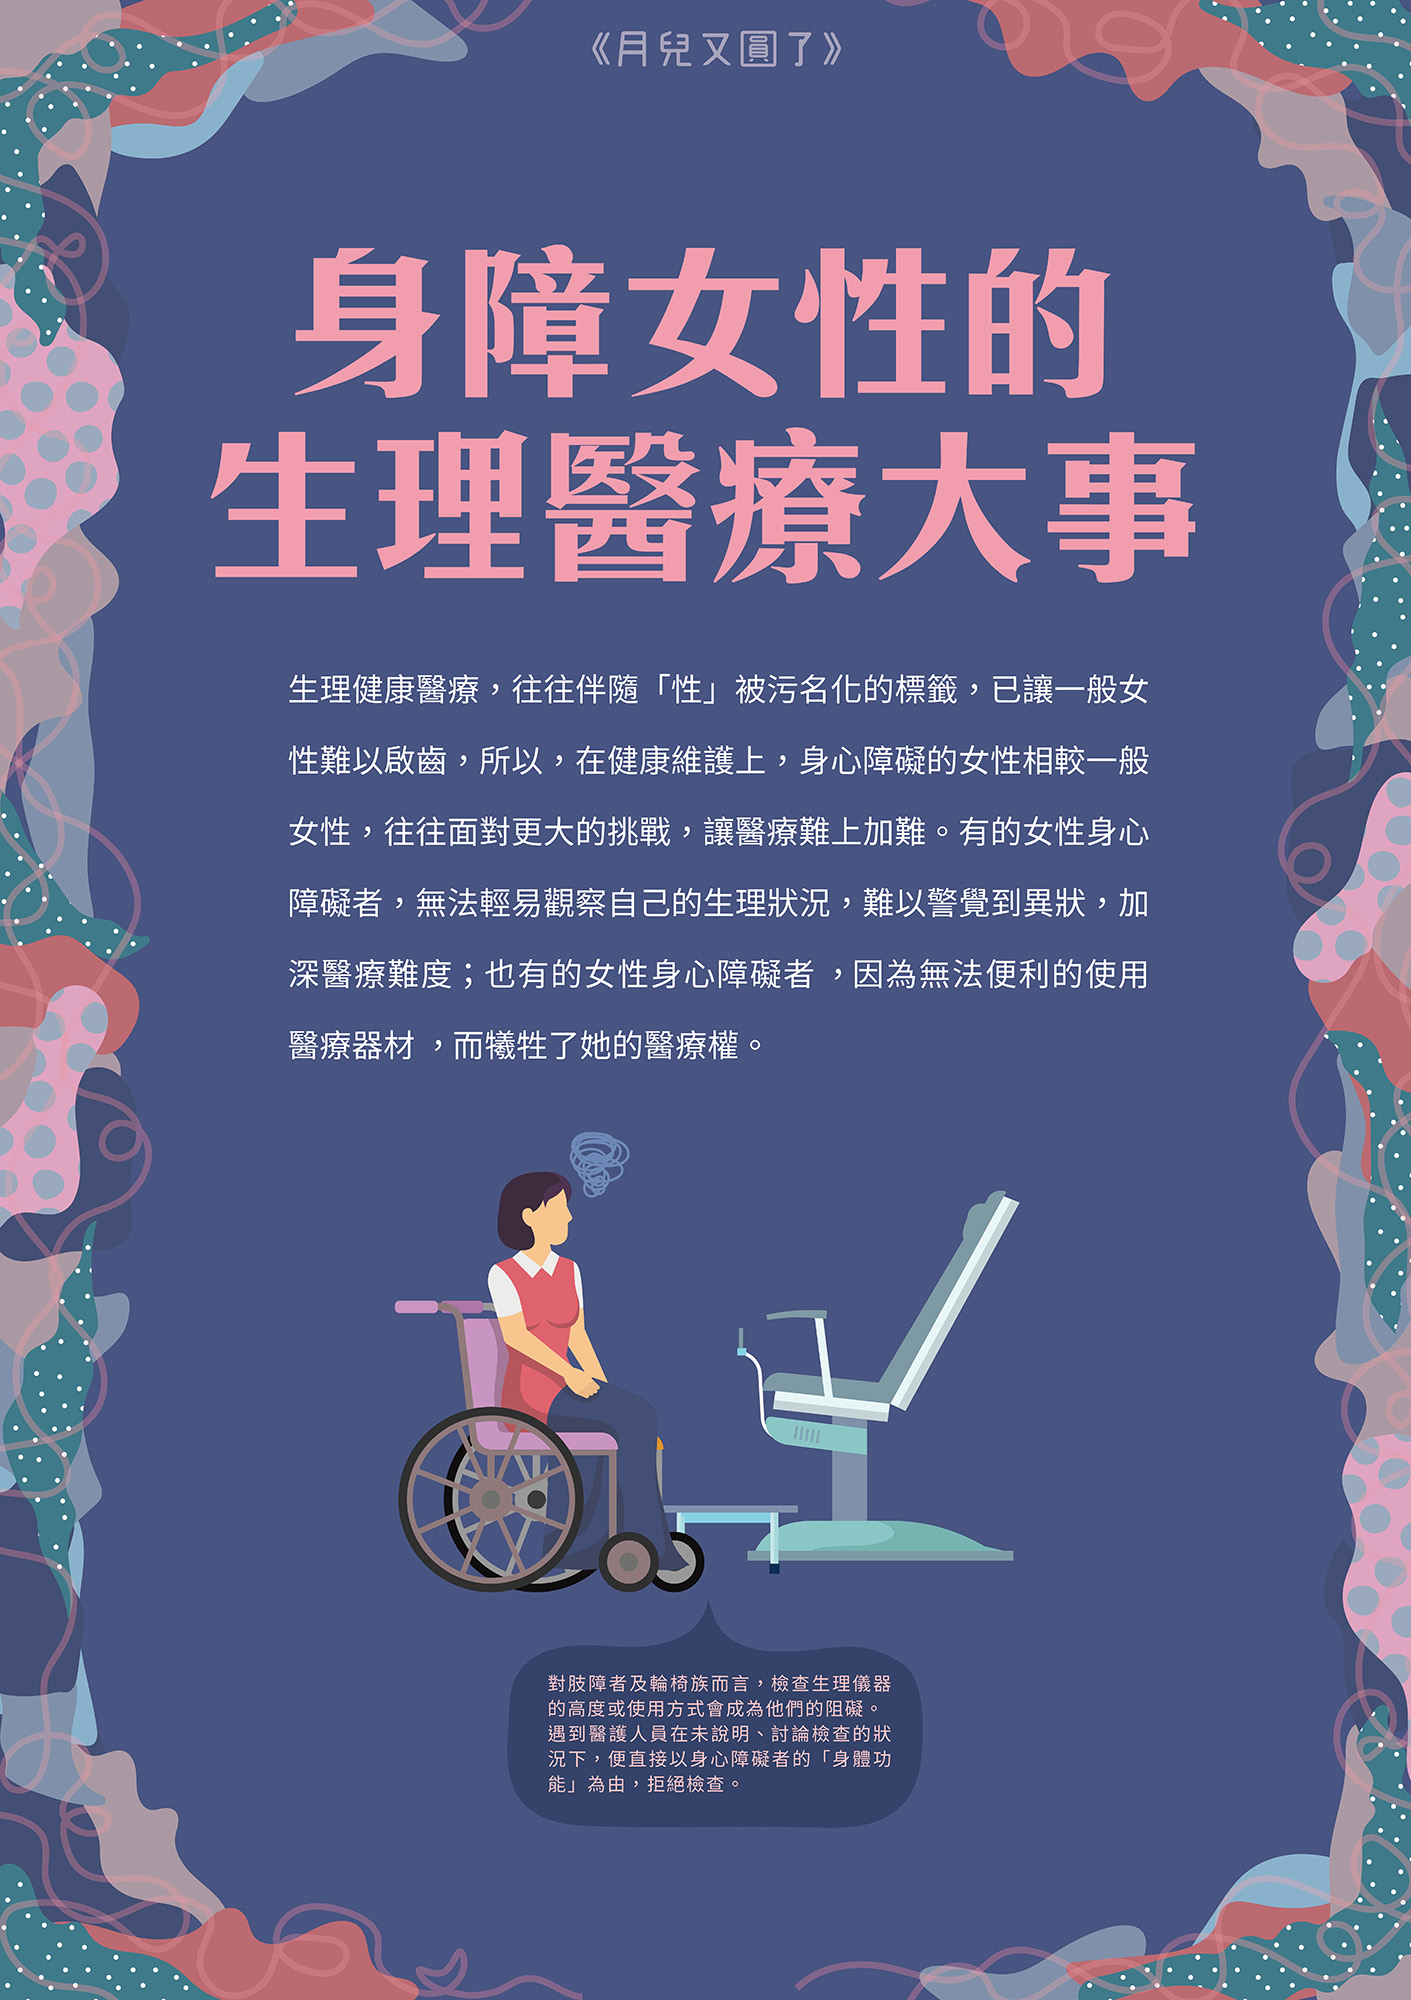 《月兒又圓了》
身障女性的
生理醫療大事
生理健康醫療，往往伴隨「性」被污名化的標籤，已讓一般女
性難以啟齒，所以，在健康維護上，身心障礙的女性相較一般
女性，往往面對更大的挑戰，讓醫療難上加難。有的女性身心
障礙者，無法輕易觀察自己的生理狀況，難以警覺到異狀，加
深醫療難度；也有的女性身心障礙者，因為無法便利的使用
醫療器材，而犧牲了她的醫療權。
對肢障者及輪椅族而言，檢查生理儀器
的高度或使用方式會成為他們的阻礙。
遇到醫護人員在未說明、討論檢查的狀
況下，便直接以身心障礙者的「身體功
能」為由，拒絕檢查。